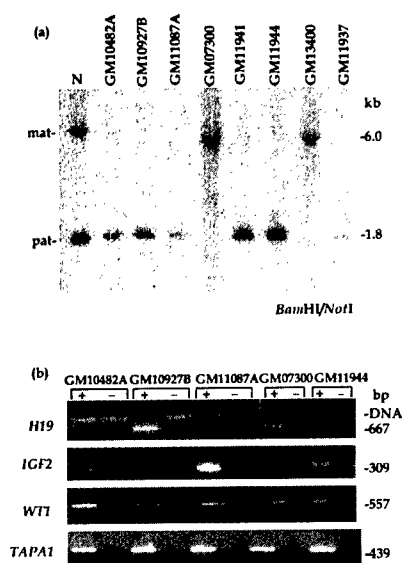 (a)
N GM10482A GM10927B GM11087A GM07300 GM11941 GM11944 GM13400 GM11937
kb
mat- -6.0
pat- -1.8
BamHI/NotI
(b)
GM10482A GM10927B GM11087A GM07300 GM11944
+ – + – + – + – + – bp
-DNA
H19 -667
IGF2 -309
WT1 -557
TAPA1 -439